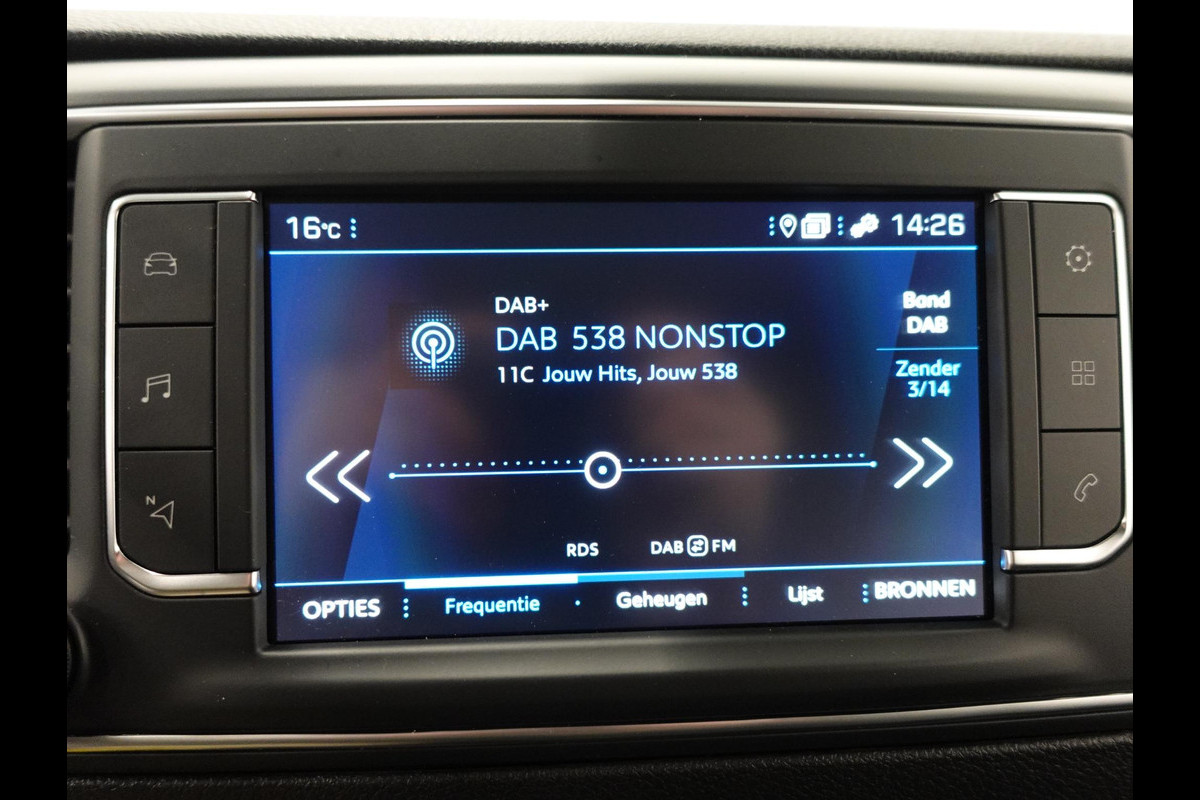 16°C
14:26
DAB+
DAB 538 NONSTOP
11C Jouw Hits, Jouw 538
Band
DAB
Zender
3/14
N
RDS
DAB FM
OPTIES Frequentie Geheugen Lijst BRONNEN